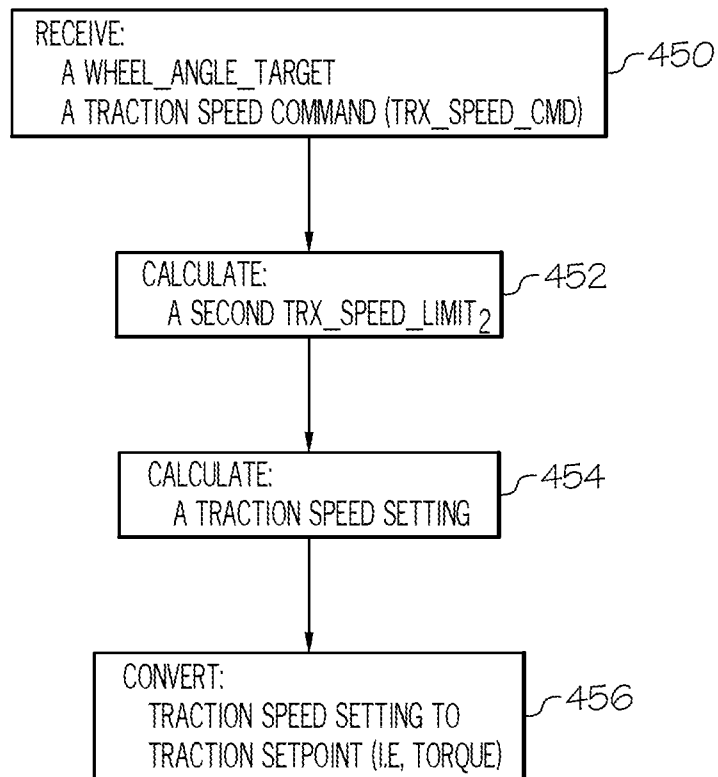 RECEIVE:
A WHEEL_ANGLE_TARGET
A TRACTION SPEED COMMAND (TRX_SPEED_CMD)
450
CALCULATE:
A SECOND TRX_SPEED_LIMIT2
452
CALCULATE:
A TRACTION SPEED SETTING
454
CONVERT:
TRACTION SPEED SETTING TO
TRACTION SETPOINT (I.E, TORQUE)
456